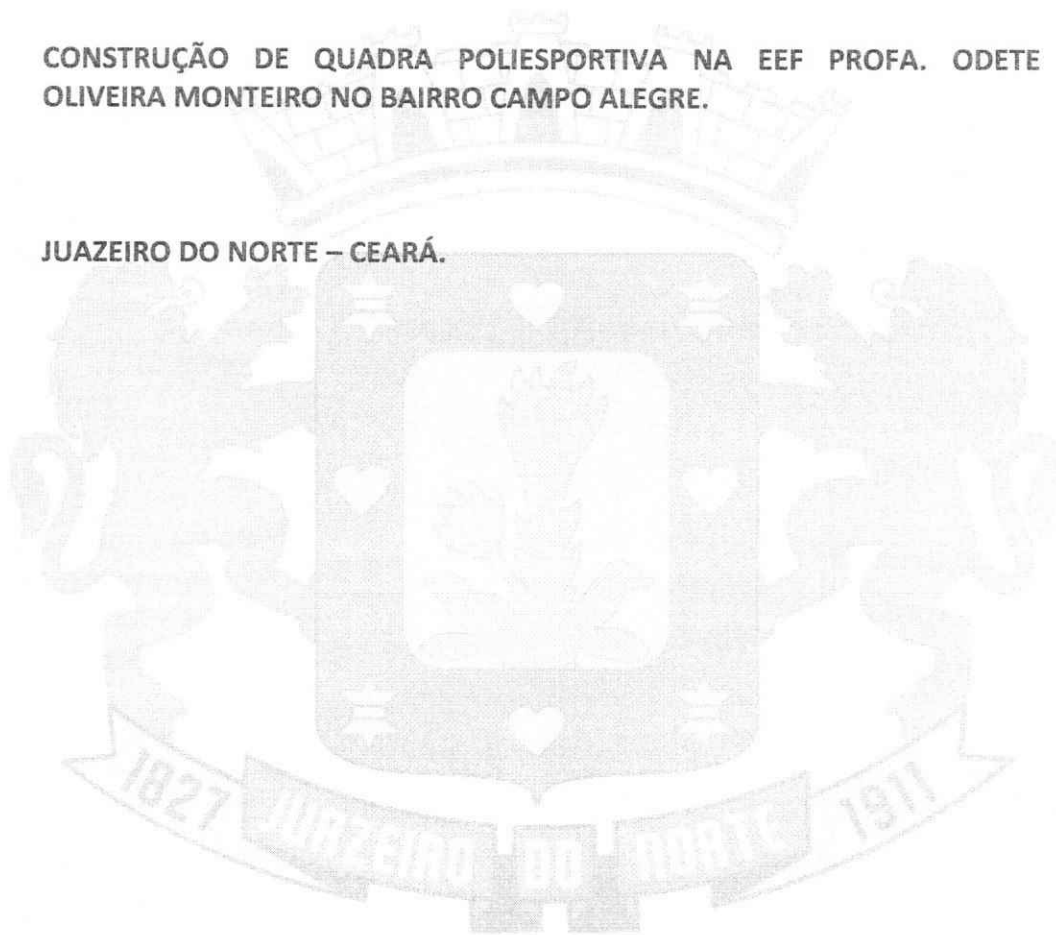 CONSTRUÇÃO DE QUADRA POLIESPORTIVA NA EEF PROFA. ODETE
OLIVEIRA MONTEIRO NO BAIRRO CAMPO ALEGRE.
JUAZEIRO DO NORTE – CEARÁ.
1827 JUAZEIRO DO NORTE 1911